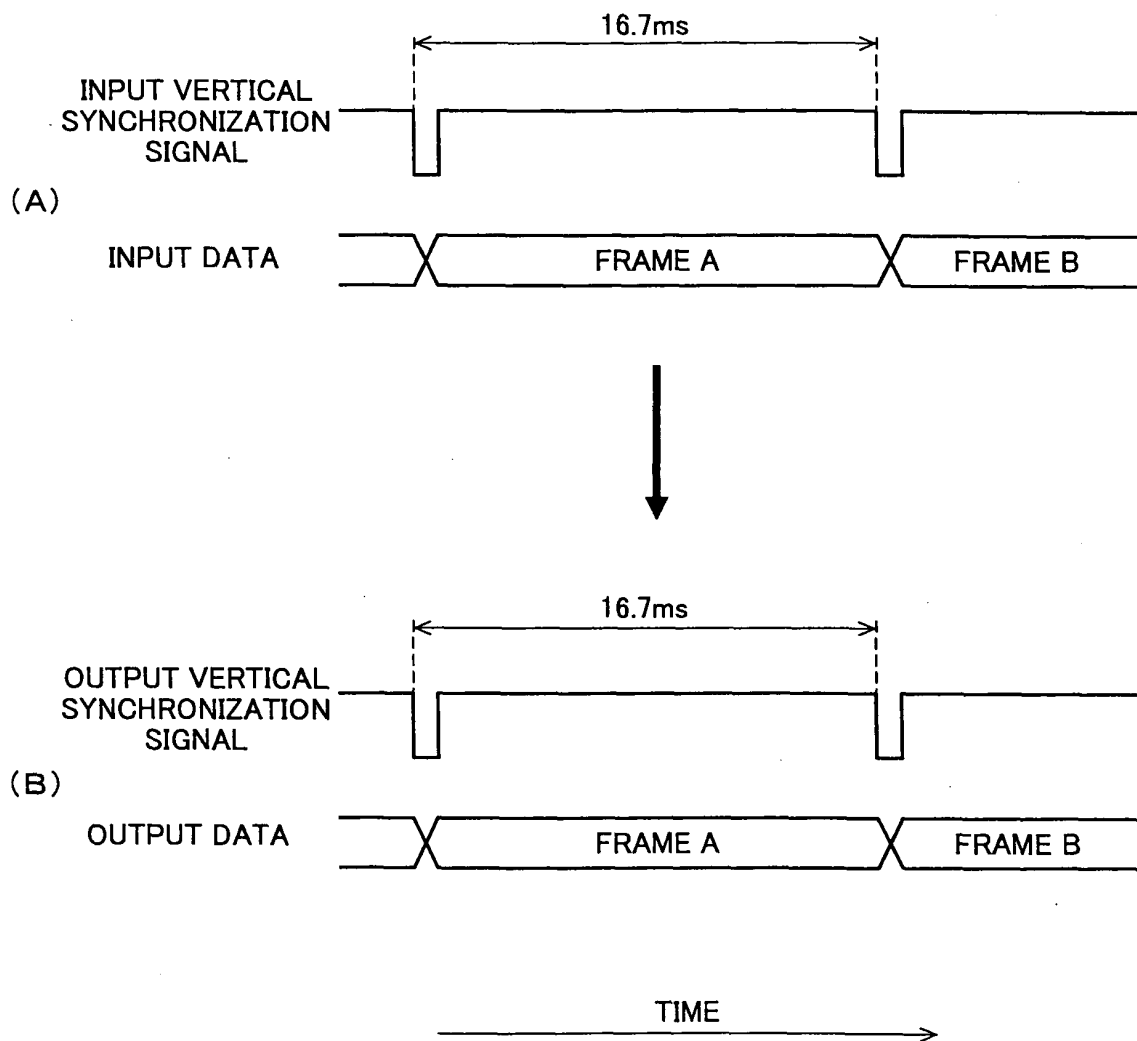 16.7ms
INPUT VERTICAL
SYNCHRONIZATION
SIGNAL
(A)
INPUT DATA
FRAME A
FRAME B
16.7ms
OUTPUT VERTICAL
SYNCHRONIZATION
SIGNAL
(B)
OUTPUT DATA
FRAME A
FRAME B
TIME